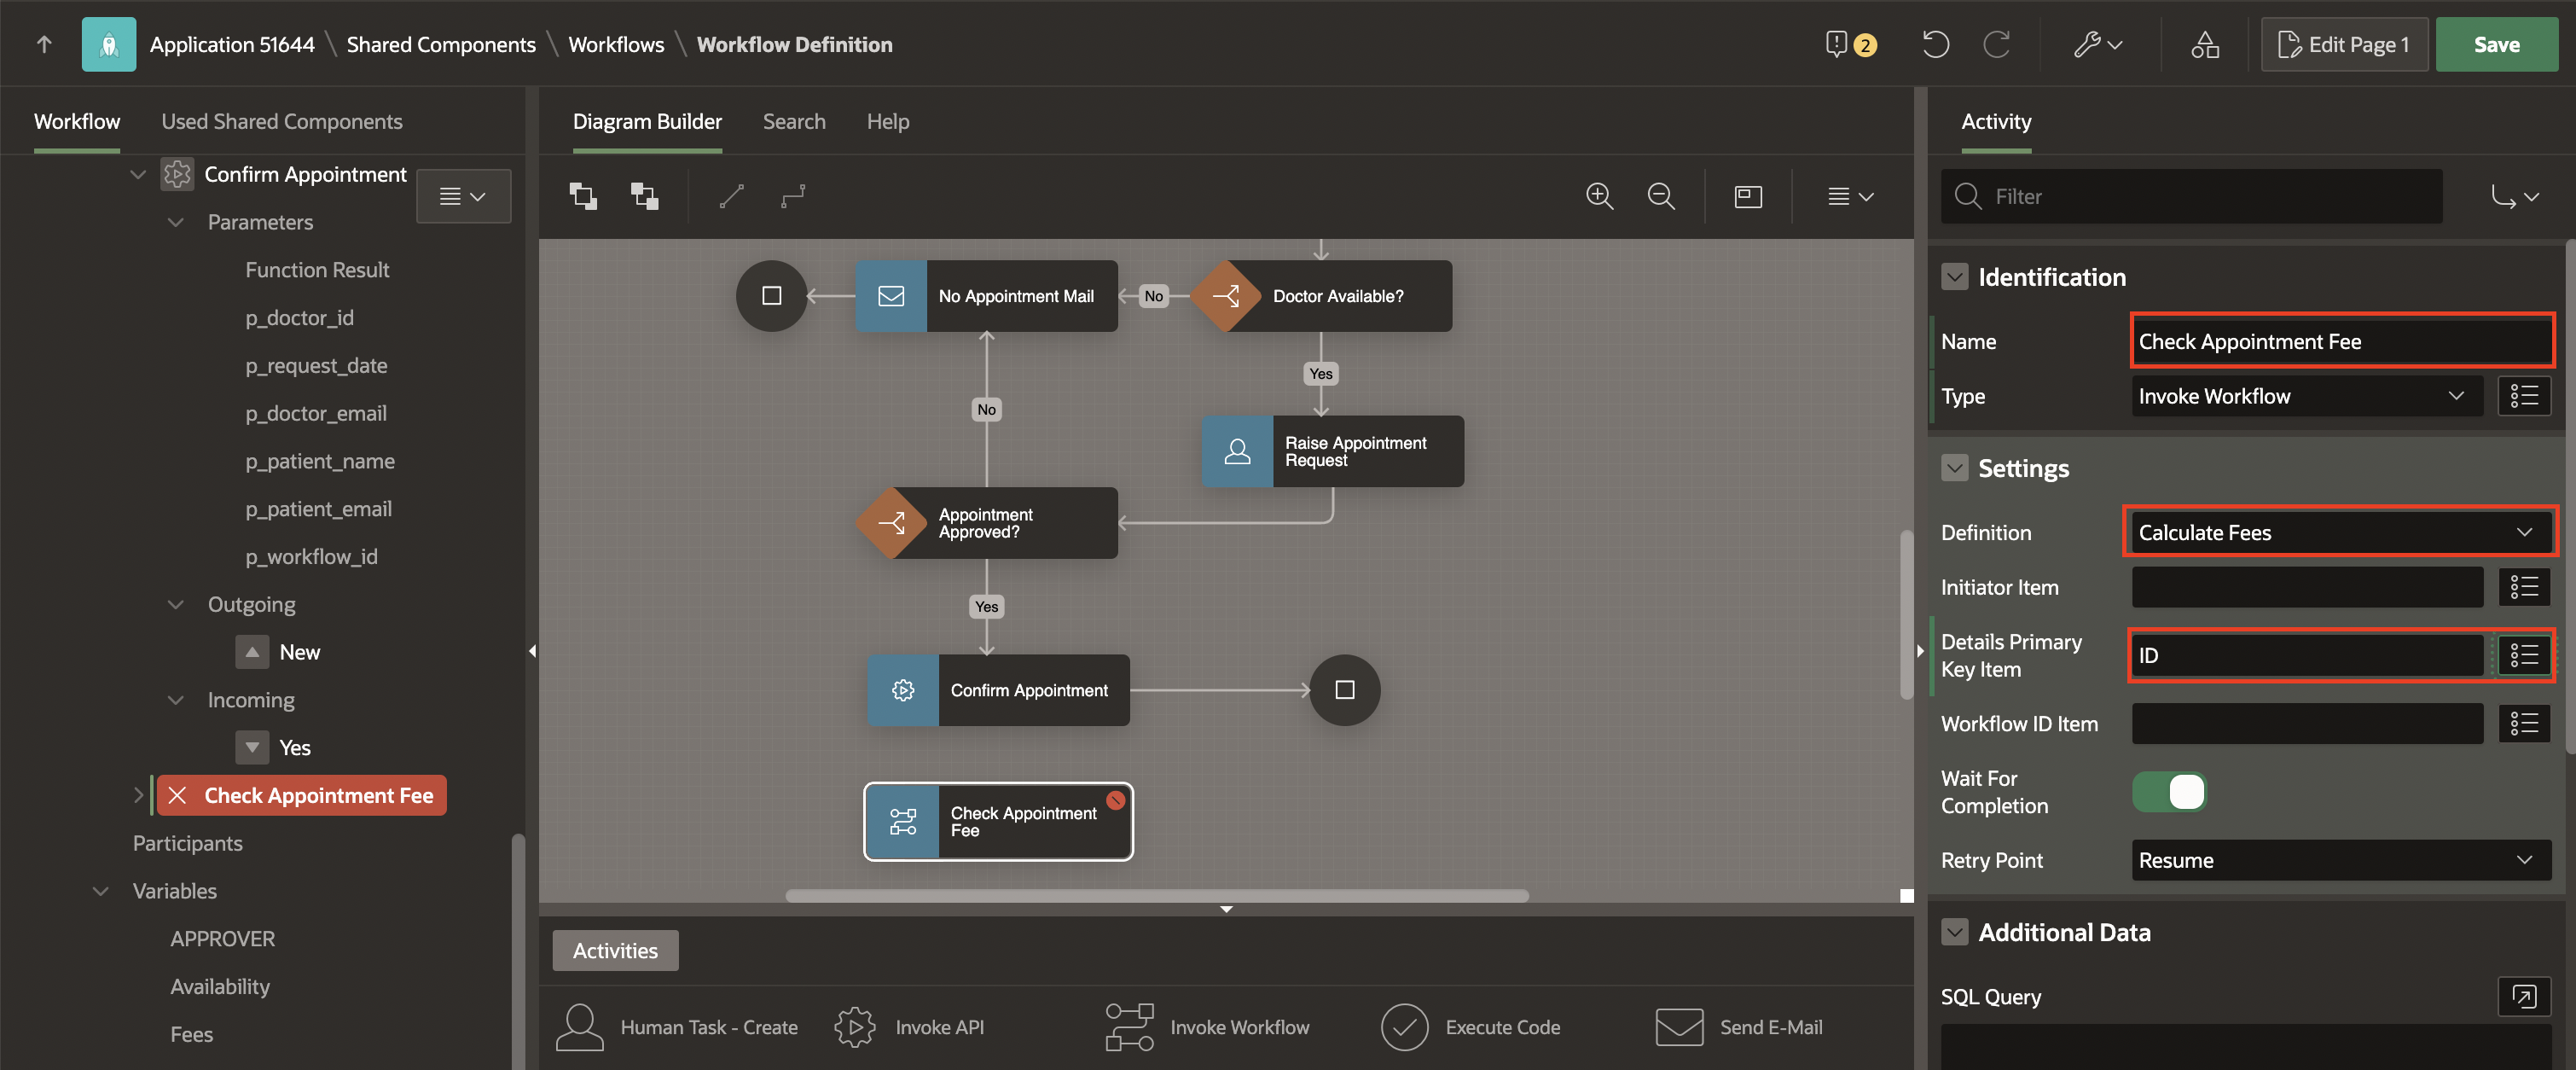 Application 51644 \ Shared Components \ Workflows \ Workflow Definition
2
Edit Page 1
Save
Workflow
Used Shared Components
Confirm Appointment
Parameters
Function Result
p_doctor_id
p_request_date
p_doctor_email
p_patient_name
p_patient_email
p_workflow_id
Outgoing
New
Incoming
Yes
Check Appointment Fee
Participants
Variables
APPROVER
Availability
Fees
Diagram Builder
Search
Help
No Appointment Mail
No
Doctor Available?
Yes
No
Raise Appointment
Request
Appointment
Approved?
Yes
Confirm Appointment
Check Appointment
Fee
Activities
Human Task - Create
Invoke API
Invoke Workflow
Execute Code
Send E-Mail
Activity
Filter
Identification
Name
Check Appointment Fee
Type
Invoke Workflow
Settings
Definition
Calculate Fees
Initiator Item
Details Primary
Key Item
ID
Workflow ID Item
Wait For
Completion
Retry Point
Resume
Additional Data
SQL Query